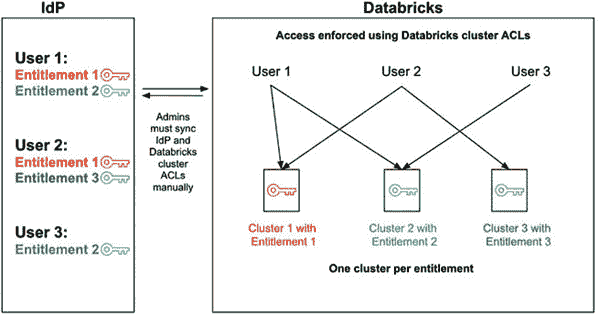 IdP
User 1:
Entitlement 1
Entitlement 2
User 2:
Entitlement 1
Entitlement 3
User 3:
Entitlement 2
Admins
must sync
IdP and
Databricks
cluster
ACLs
manually
Databricks
Access enforced using Databricks cluster ACLs
User 1
User 2
User 3
Cluster 1 with
Entitlement 1
Cluster 2 with
Entitlement 2
Cluster 3 with
Entitlement 3
One cluster per entitlement